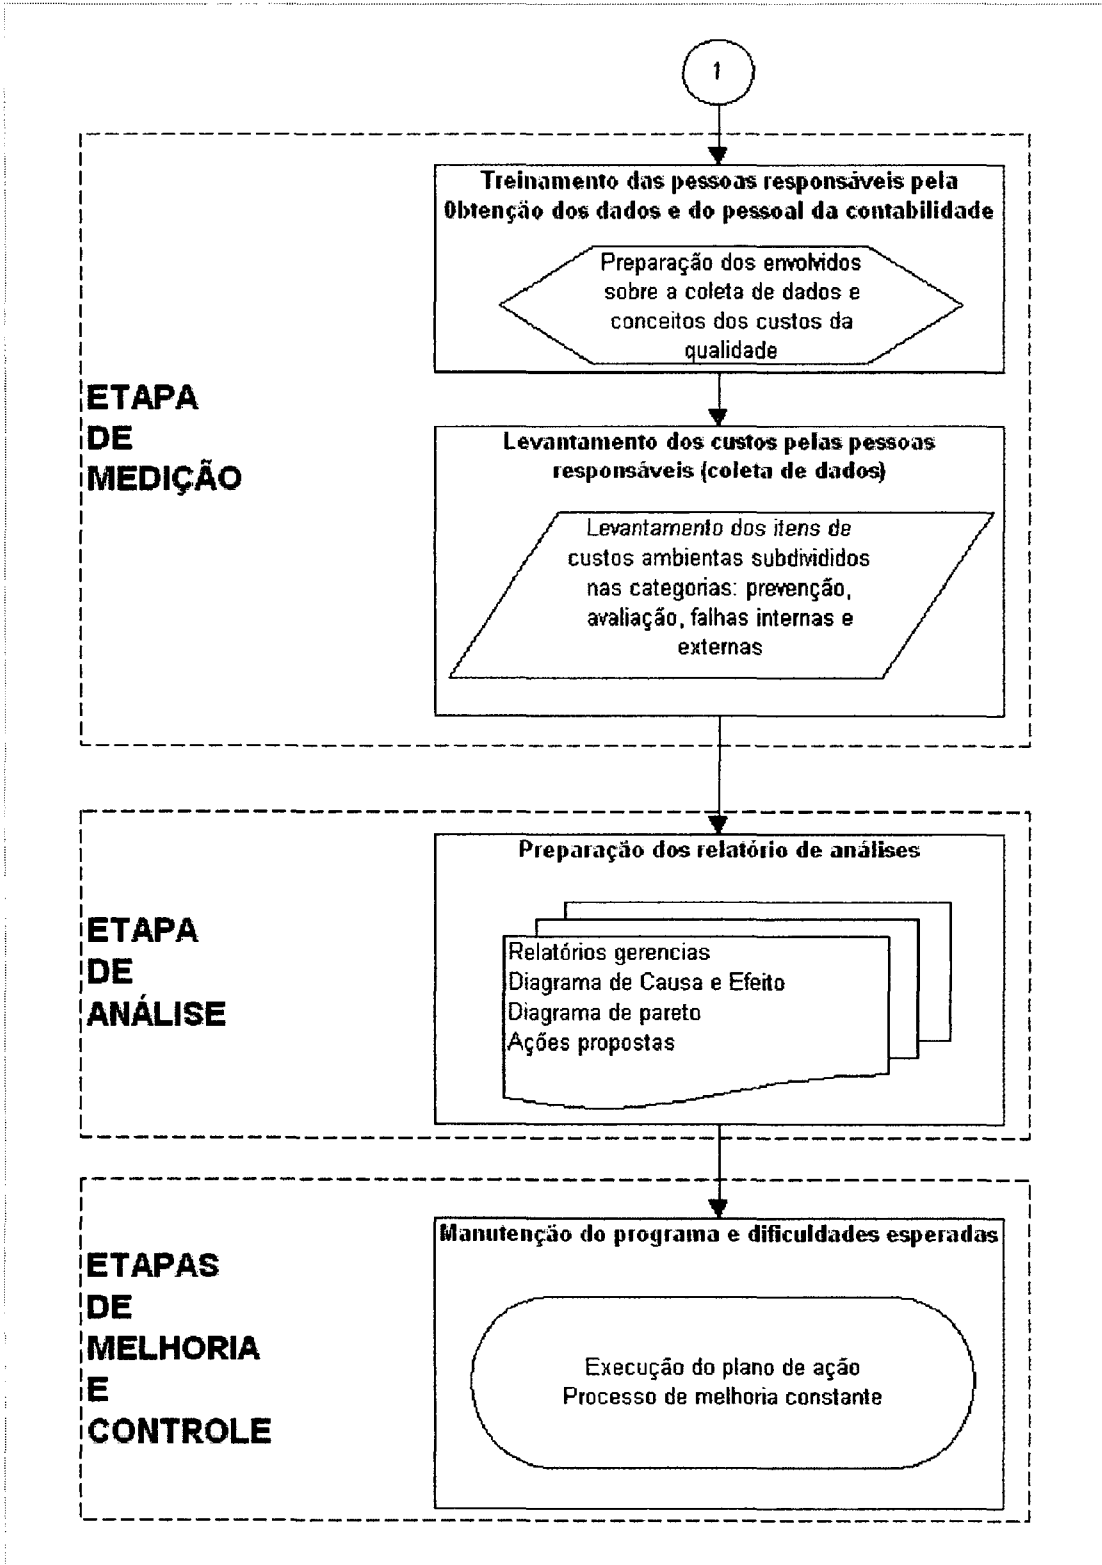 1
Treinamento das pessoas responsáveis pela
Obtenção dos dados e do pessoal da contabilidade
Preparação dos envolvidos
sobre a coleta de dados e
conceitos dos custos da
qualidade
ETAPA
DE
MEDIÇÃO
Levantamento dos custos pelas pessoas
responsáveis (coleta de dados)
Levantamento dos itens de
custos ambientas subdivididos
nas categorias: prevenção,
avaliação, falhas internas e
externas
Preparação dos relatório de análises
ETAPA
DE
ANÁLISE
Relatórios gerencias
Diagrama de Causa e Efeito
Diagrama de pareto
Ações propostas
Manutenção do programa e dificuldades esperadas
ETAPAS
DE
MELHORIA
E
CONTROLE
Execução do plano de ação
Processo de melhoria constante